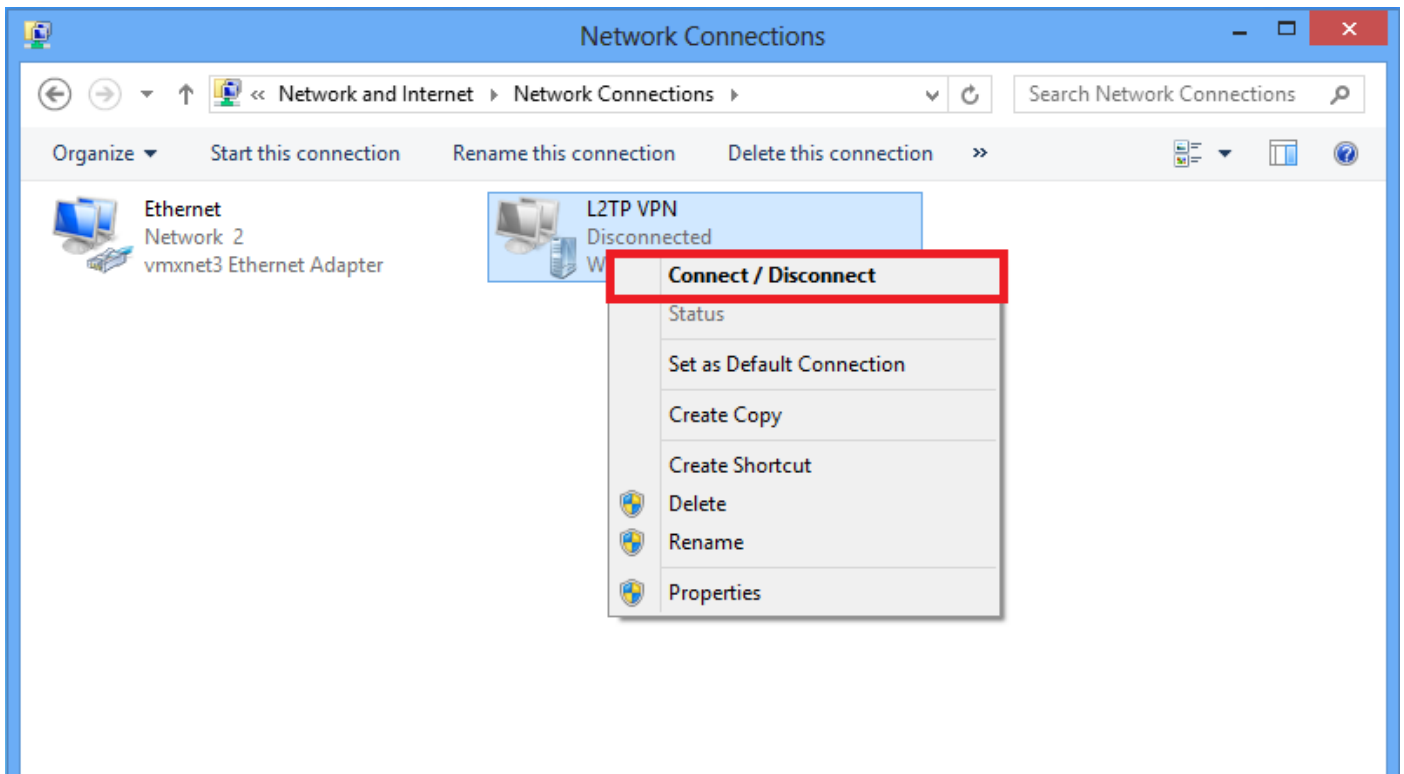 Network Connections
« Network and Internet Network Connections
Search Network Connections
Organize Start this connection Rename this connection Delete this connection »
Ethernet
Network 2
vmxnet3 Ethernet Adapter
L2TP VPN
Disconnected
Connect / Disconnect
Status
Set as Default Connection
Create Copy
Create Shortcut
Delete
Rename
Properties